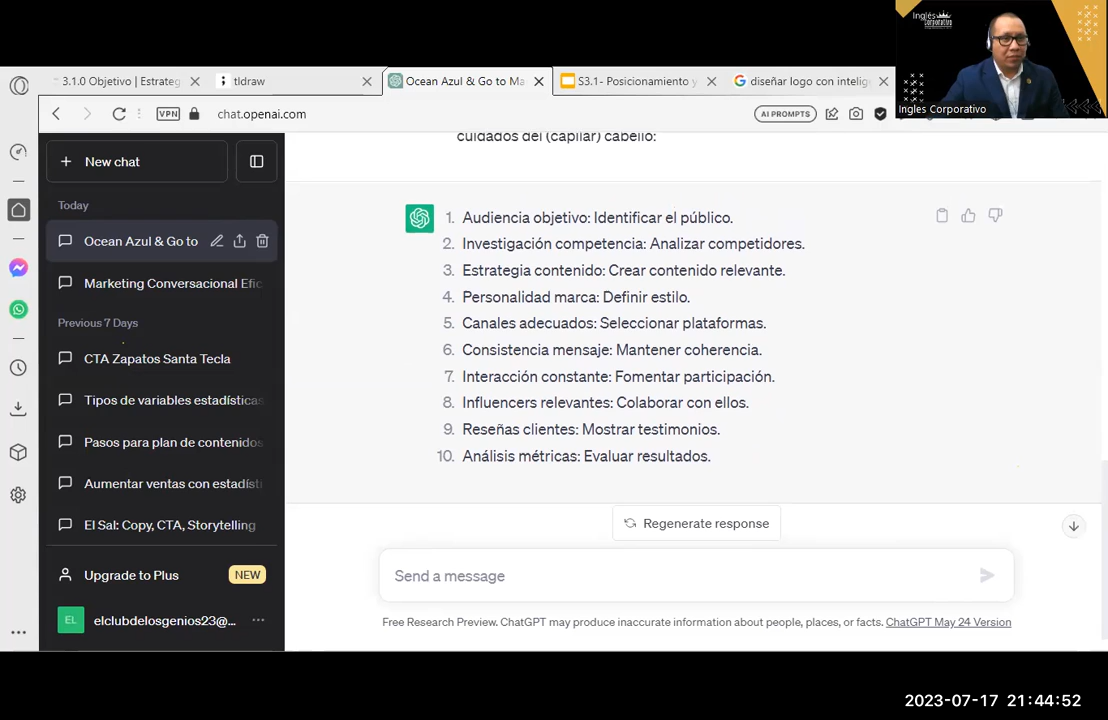 Inglés
Corporativo
Ingles Corporativo
3.1.0 Objetivo | Estrateg
tldraw
Ocean Azul & Go to Ma
S3.1- Posicionamiento y
diseñar logo con intelig
VPN
chat.openai.com
AI PROMPTS
New chat
Today
Ocean Azul & Go to
Marketing Conversacional Efic
Previous 7 Days
CTA Zapatos Santa Tecla
Tipos de variables estadísticas
Pasos para plan de contenidos
Aumentar ventas con estadísti
El Sal: Copy, CTA, Storytelling
Upgrade to Plus
NEW
EL
elclubdelosgenios23@...
cuidados del (capilar) cabello:
1. Audiencia objetivo: Identificar el público.
2. Investigación competencia: Analizar competidores.
3. Estrategia contenido: Crear contenido relevante.
4. Personalidad marca: Definir estilo.
5. Canales adecuados: Seleccionar plataformas.
6. Consistencia mensaje: Mantener coherencia.
7. Interacción constante: Fomentar participación.
8. Influencers relevantes: Colaborar con ellos.
9. Reseñas clientes: Mostrar testimonios.
10. Análisis métricas: Evaluar resultados.
Regenerate response
Send a message
Free Research Preview. ChatGPT may produce inaccurate information about people, places, or facts. ChatGPT May 24 Version
2023-07-17 21:44:52